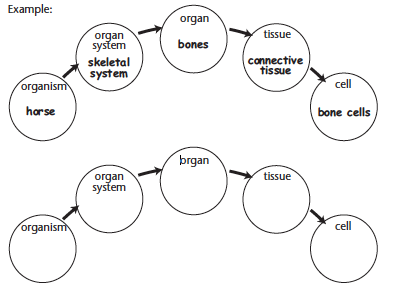 Example:
organ
bones
organ
system
skeletal
system
tissue
connective
tissue
organism
horse
cell
bone cells
organ
organ
system
tissue
organism
cell